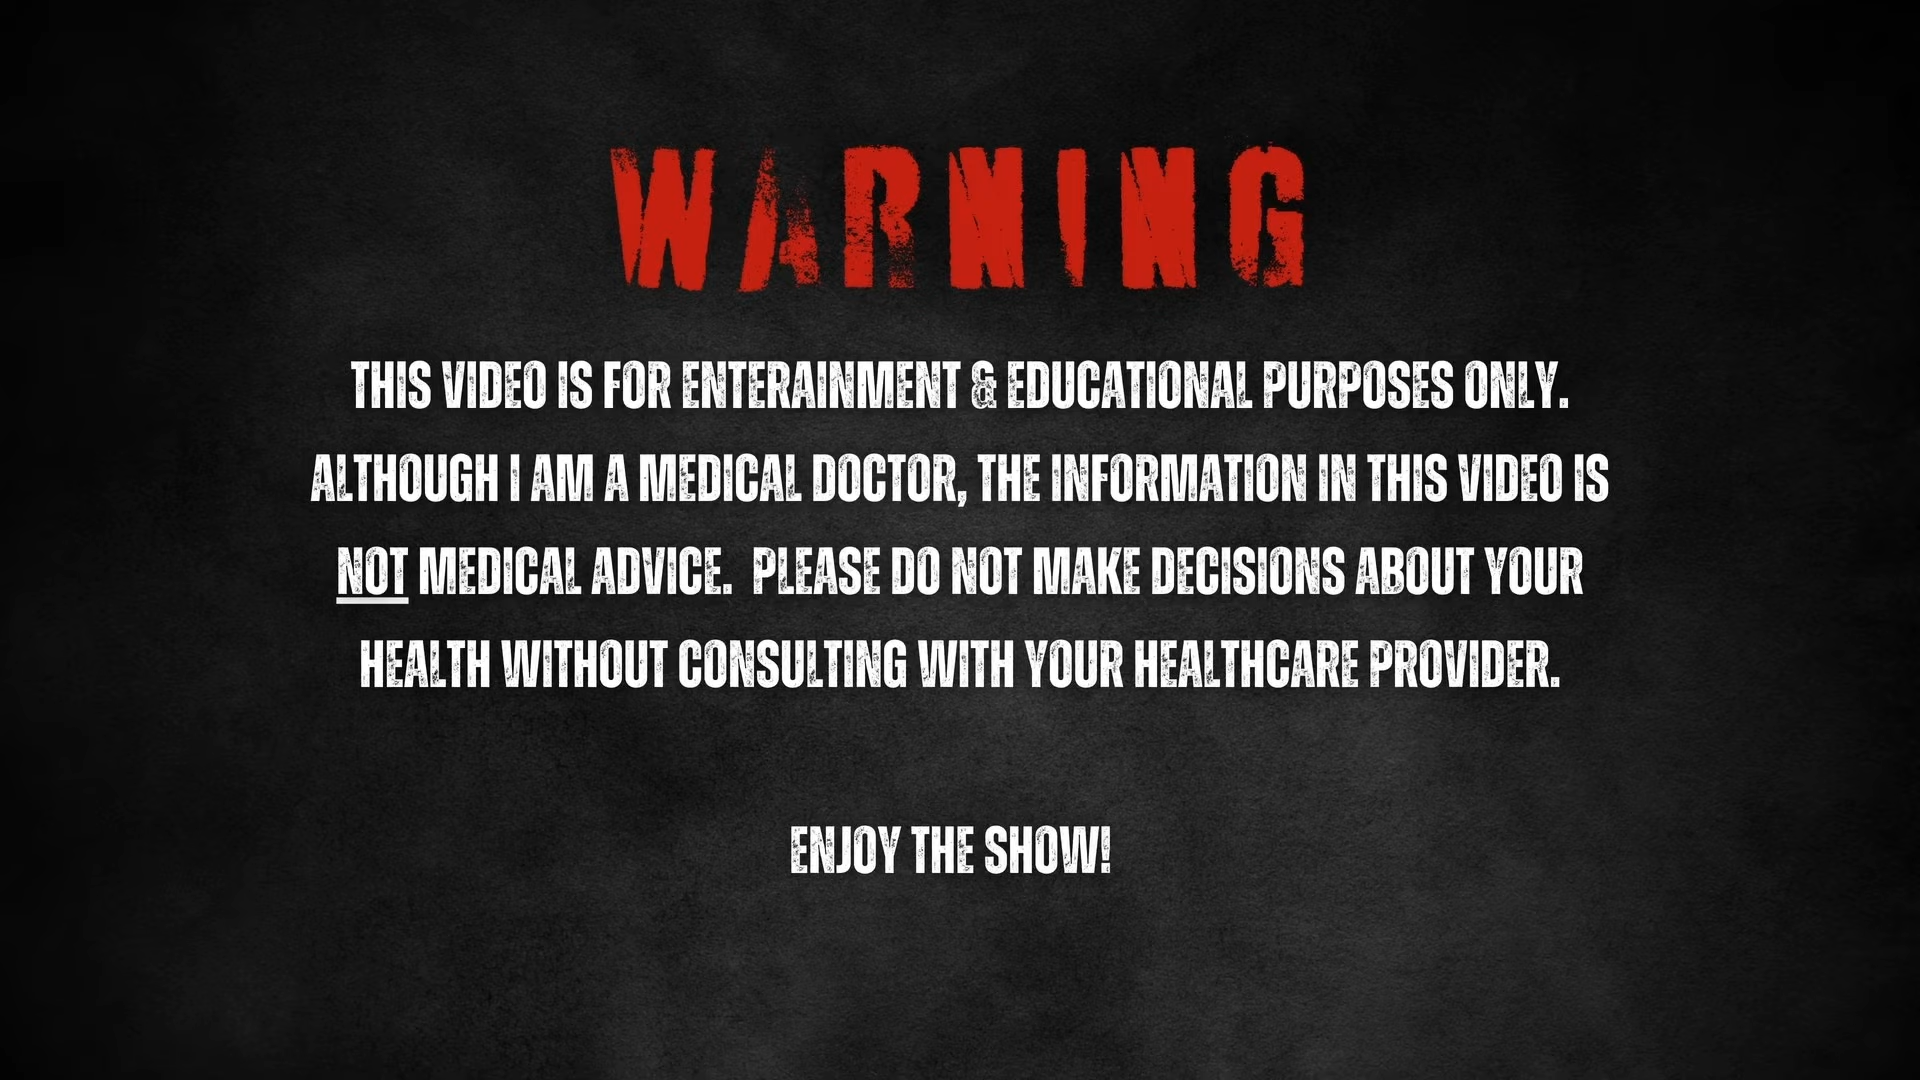 WARNING
THIS VIDEO IS FOR ENTERAINMENT & EDUCATIONAL PURPOSES ONLY.
ALTHOUGH I AM A MEDICAL DOCTOR, THE INFORMATION IN THIS VIDEO IS
NOT MEDICAL ADVICE.  PLEASE DO NOT MAKE DECISIONS ABOUT YOUR
HEALTH WITHOUT CONSULTING WITH YOUR HEALTHCARE PROVIDER.
ENJOY THE SHOW!